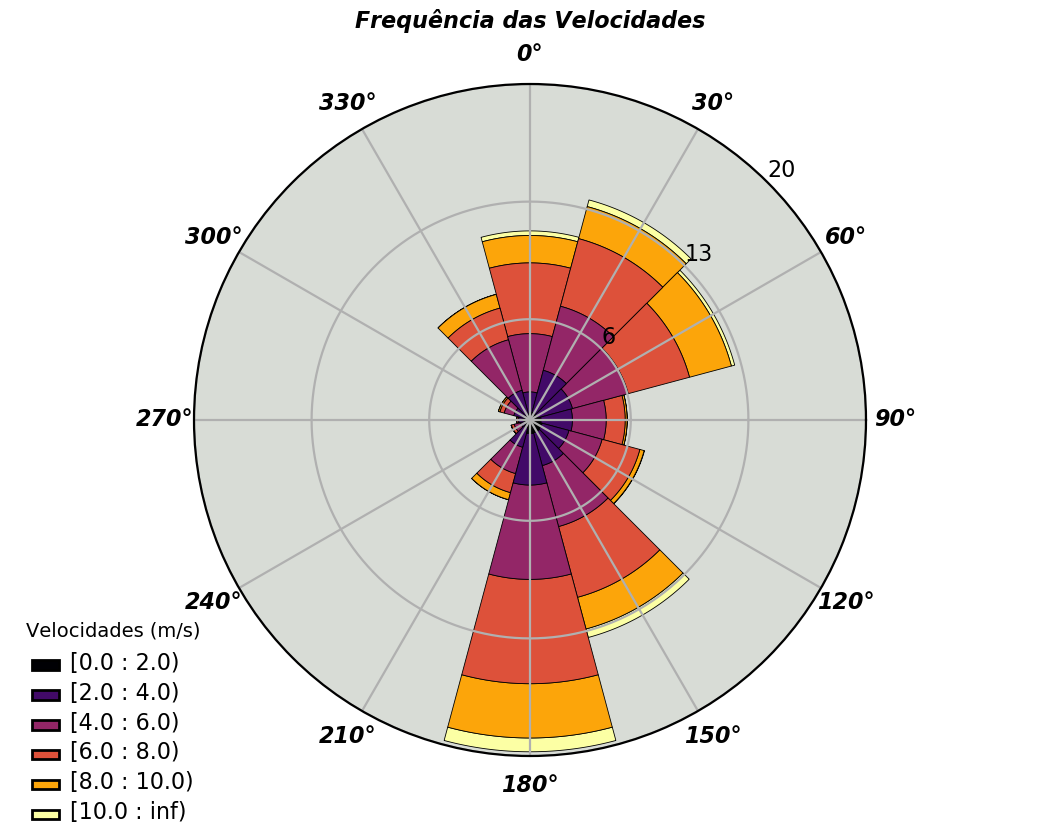 Frequência das Velocidades
0°
330°
30°
20
300°
60°
13
6
270°
90°
240°
120°
Velocidades (m/s)
[0.0 : 2.0)
[2.0 : 4.0)
[4.0 : 6.0)
210°
150°
[6.0 : 8.0)
[8.0 : 10.0)
180°
[10.0 : inf)